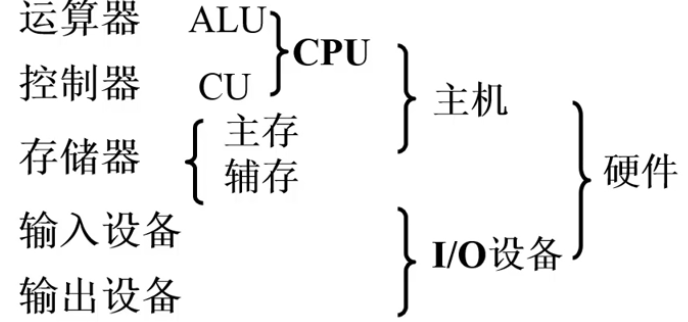 运算器 ALU
CPU
控制器 CU
主机
存储器
主存
辅存
硬件
输入设备
I/O设备
输出设备